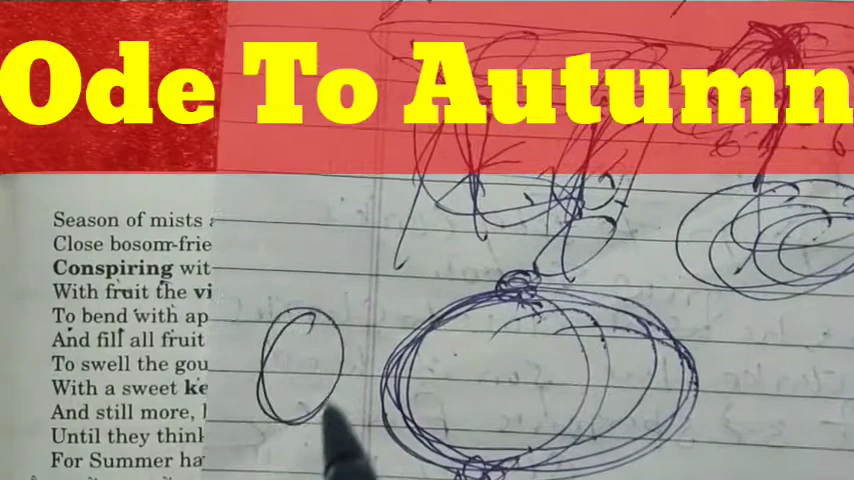 Ode To Autumn
Season of mists
Close bosom-frie
Conspiring wit
With fruit the vi
To bend with ap
And fill all fruit
To swell the gou
With a sweet ke
And still more,
Until they think
For Summer ha